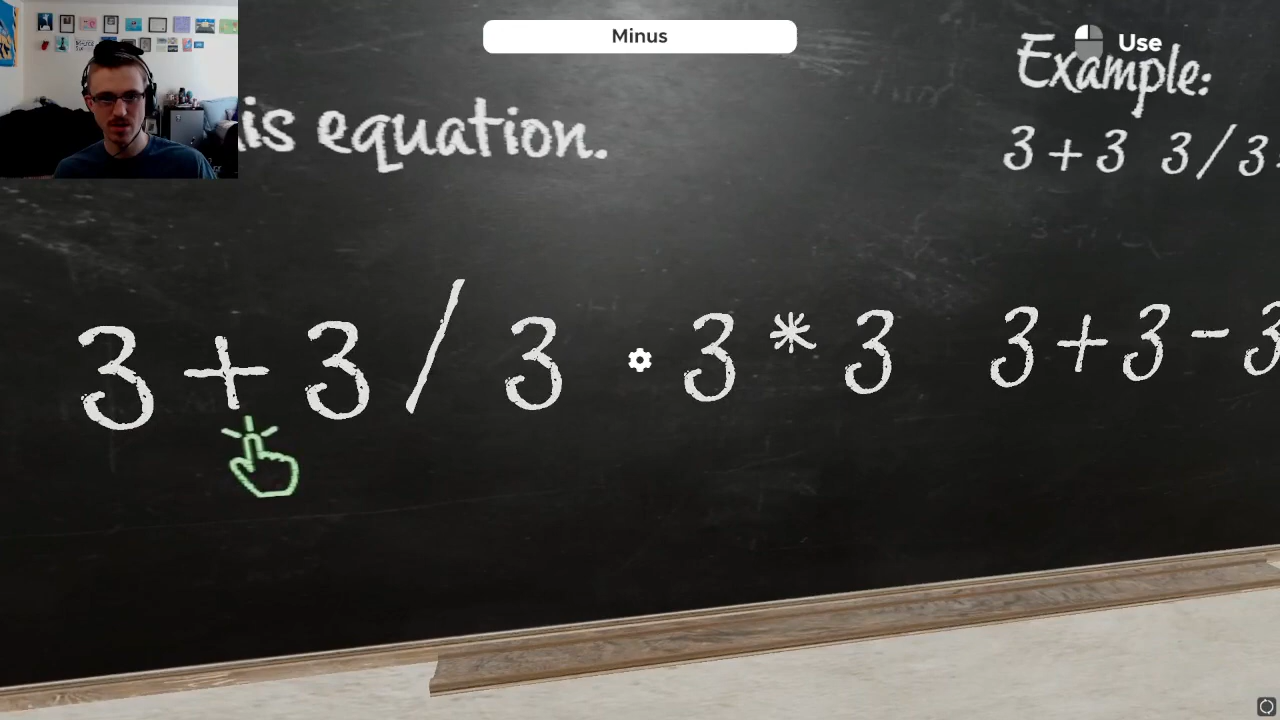 Minus
Use
Example:
is equation.
3 + 3 3 / 3
3 + 3 / 3 3 * 3 3 + 3 - 3